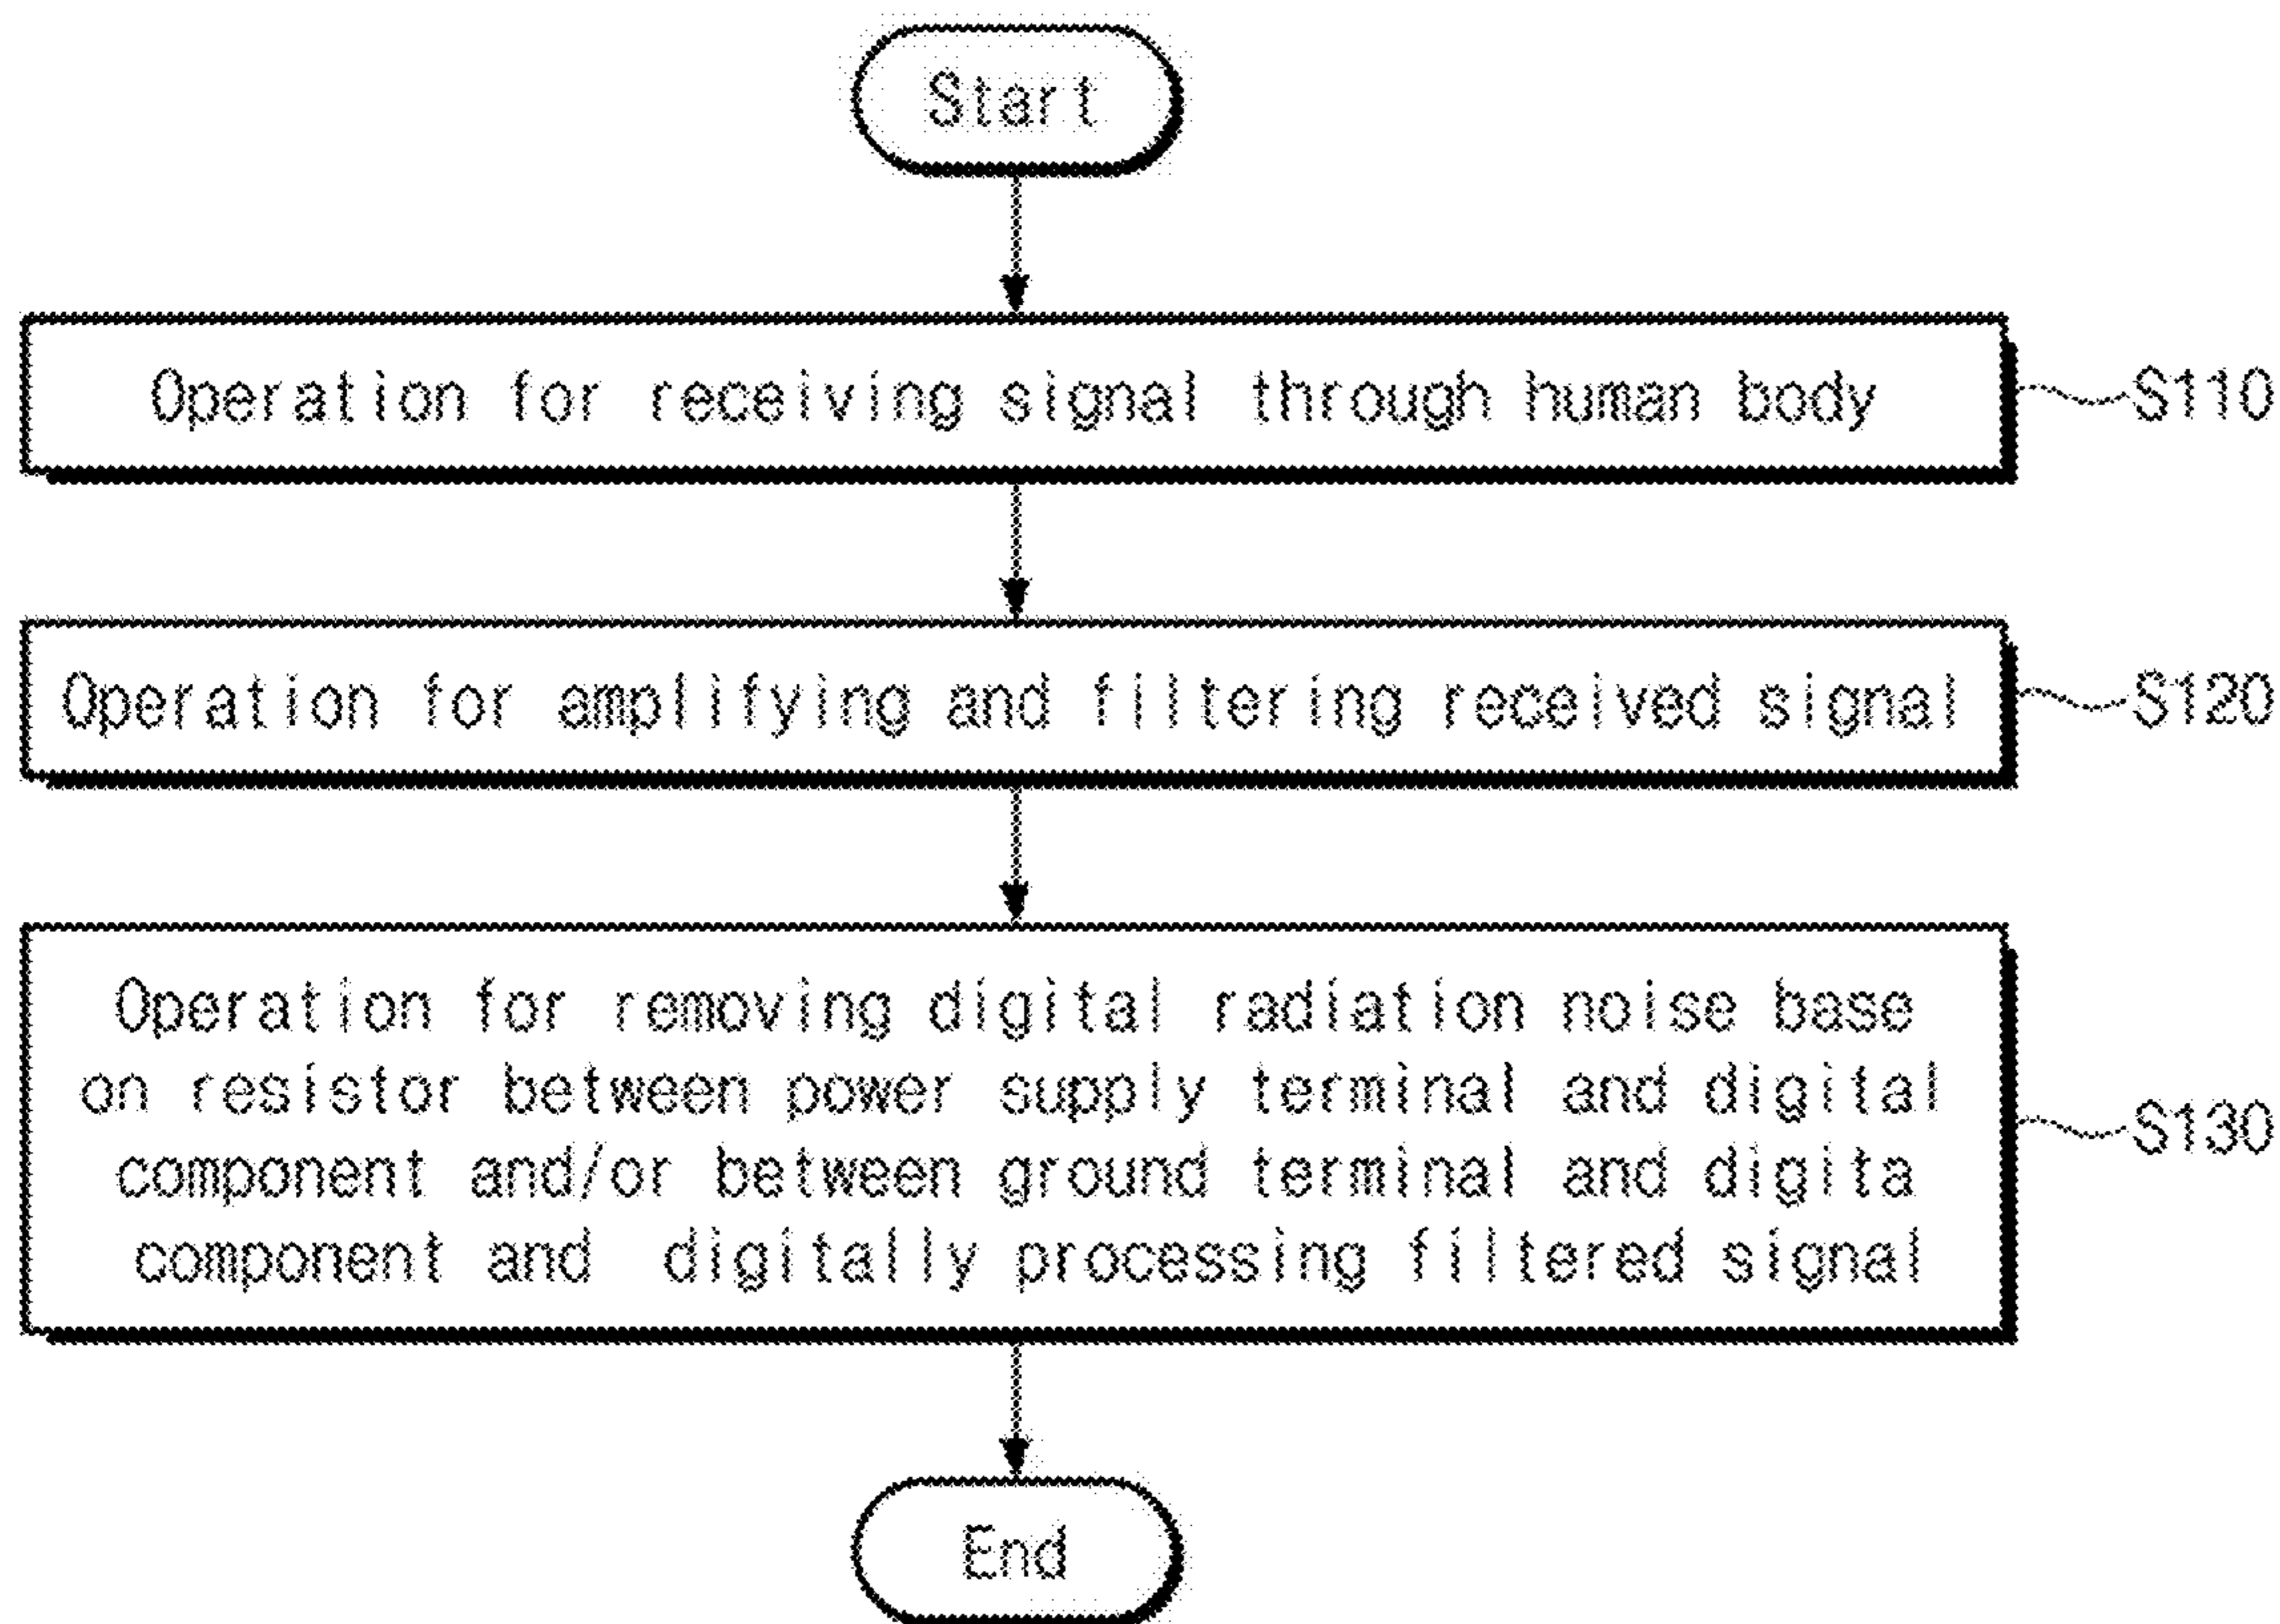 Start
Operation for receiving signal through human body
S110
Operation for amplifying and filtering received signal
S120
Operation for removing digital radiation noise base
on resistor between power supply terminal and digital
component and/or between ground terminal and digita
component and digitally processing filtered signal
S130
End